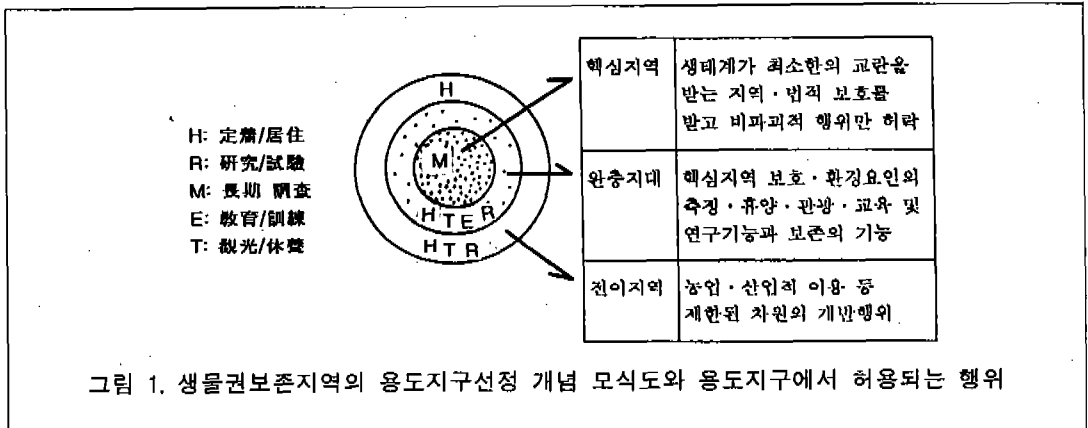 H: 定着/居住
R: 研究/試驗
M: 長期 調査
E: 敎育/訓練
T: 觀光/休養
H
M
H T E R
H T R
핵심지역
생태계가 최소한의 교란을
받는 지역·법적 보호를
받고 비파괴적 행위만 허락
완충지대
핵심지역 보호·환경요인의
측정·휴양·관광·교육 및
연구기능과 보존의 기능
전이지역
농업·산업적 이용 등
제한된 차원의 개발행위
그림 1. 생물권보존지역의 용도지구선정 개념 모식도와 용도지구에서 허용되는 행위